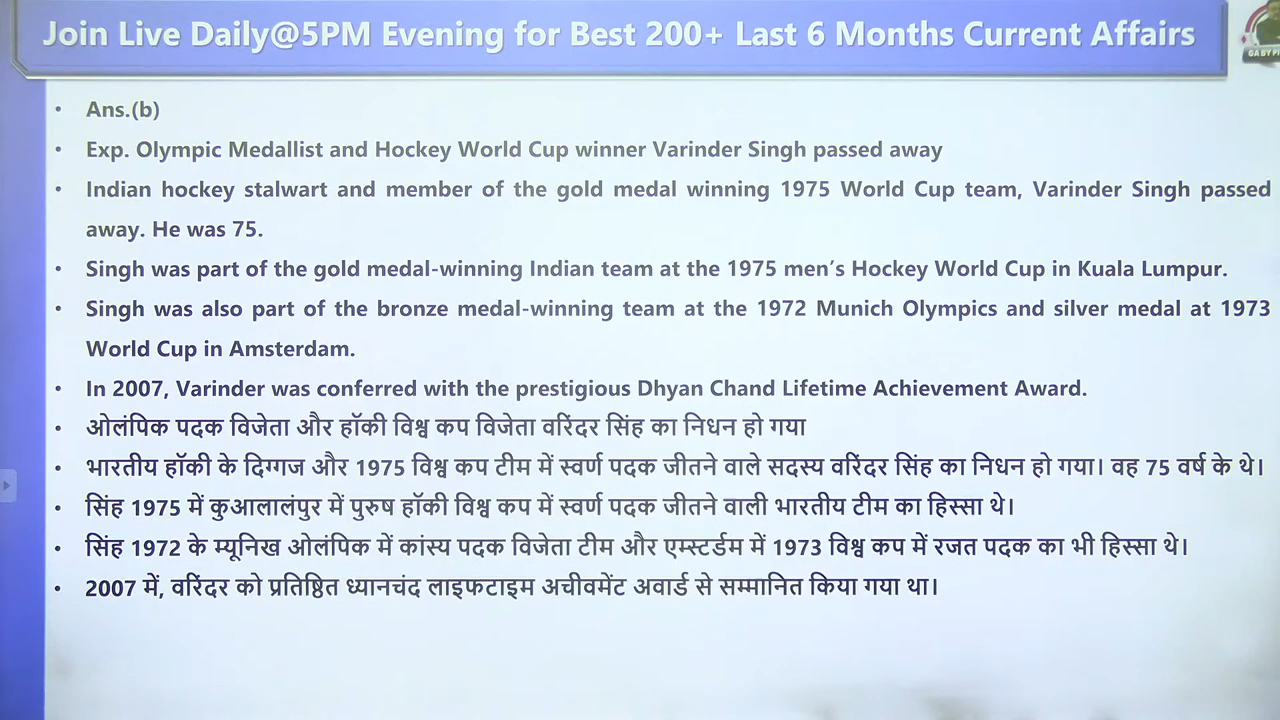 Join Live Daily@5PM Evening for Best 200+ Last 6 Months Current Affairs
• Ans.(b)
• Exp. Olympic Medallist and Hockey World Cup winner Varinder Singh passed away
• Indian hockey stalwart and member of the gold medal winning 1975 World Cup team, Varinder Singh passed
away. He was 75.
• Singh was part of the gold medal-winning Indian team at the 1975 men’s Hockey World Cup in Kuala Lumpur.
• Singh was also part of the bronze medal-winning team at the 1972 Munich Olympics and silver medal at 1973
World Cup in Amsterdam.
• In 2007, Varinder was conferred with the prestigious Dhyan Chand Lifetime Achievement Award.
• ओलंपिक पदक विजेता और हॉकी विश्व कप विजेता वरिंदर सिंह का निधन हो गया
• भारतीय हॉकी के दिग्गज और 1975 विश्व कप टीम में स्वर्ण पदक जीतने वाले सदस्य वरिंदर सिंह का निधन हो गया। वह 75 वर्ष के थे।
• सिंह 1975 में कुआलालंपुर में पुरुष हॉकी विश्व कप में स्वर्ण पदक जीतने वाली भारतीय टीम का हिस्सा थे।
• सिंह 1972 के म्यूनिख ओलंपिक में कांस्य पदक विजेता टीम और एम्स्टर्डम में 1973 विश्व कप में रजत पदक का भी हिस्सा थे।
• 2007 में, वरिंदर को प्रतिष्ठित ध्यानचंद लाइफटाइम अचीवमेंट अवार्ड से सम्मानित किया गया था।